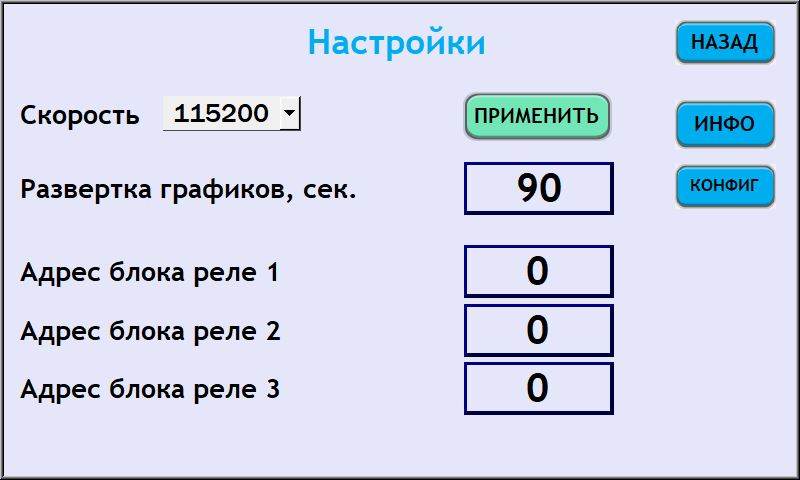 Настройки
НАЗАД
Скорость 115200
ПРИМЕНИТЬ
ИНФО
Развертка графиков, сек. 90
КОНФИГ
Адрес блока реле 1 0
Адрес блока реле 2 0
Адрес блока реле 3 0